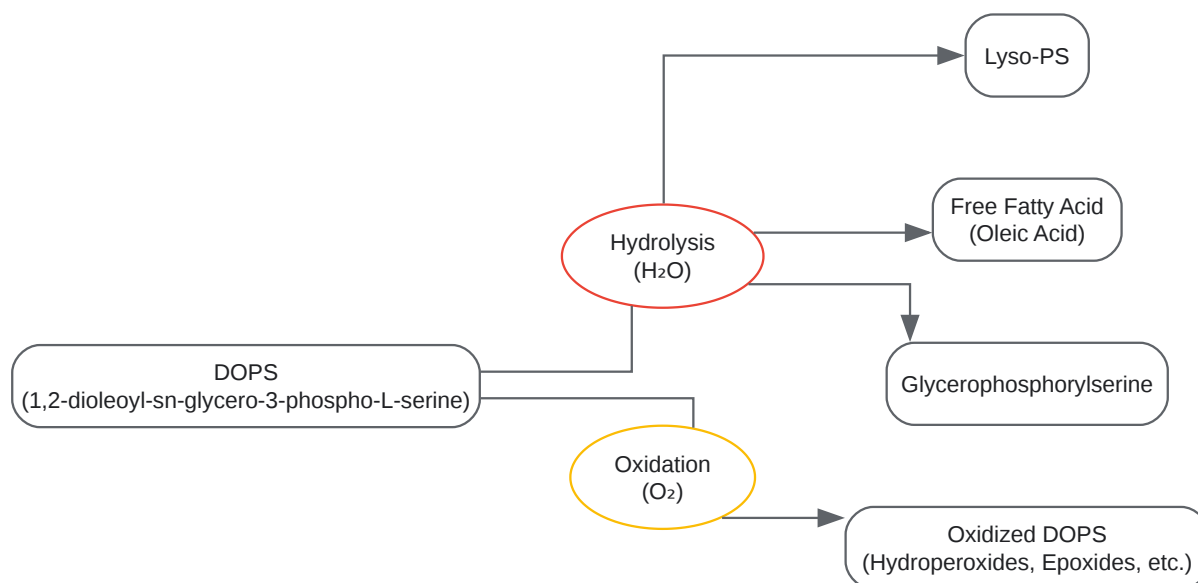 Lyso-PS
Free Fatty Acid
(Oleic Acid)
Hydrolysis
(H₂O)
DOPS
(1,2-dioleoyl-sn-glycero-3-phospho-L-serine)
Glycerophosphorylserine
Oxidation
(O₂)
Oxidized DOPS
(Hydroperoxides, Epoxides, etc.)